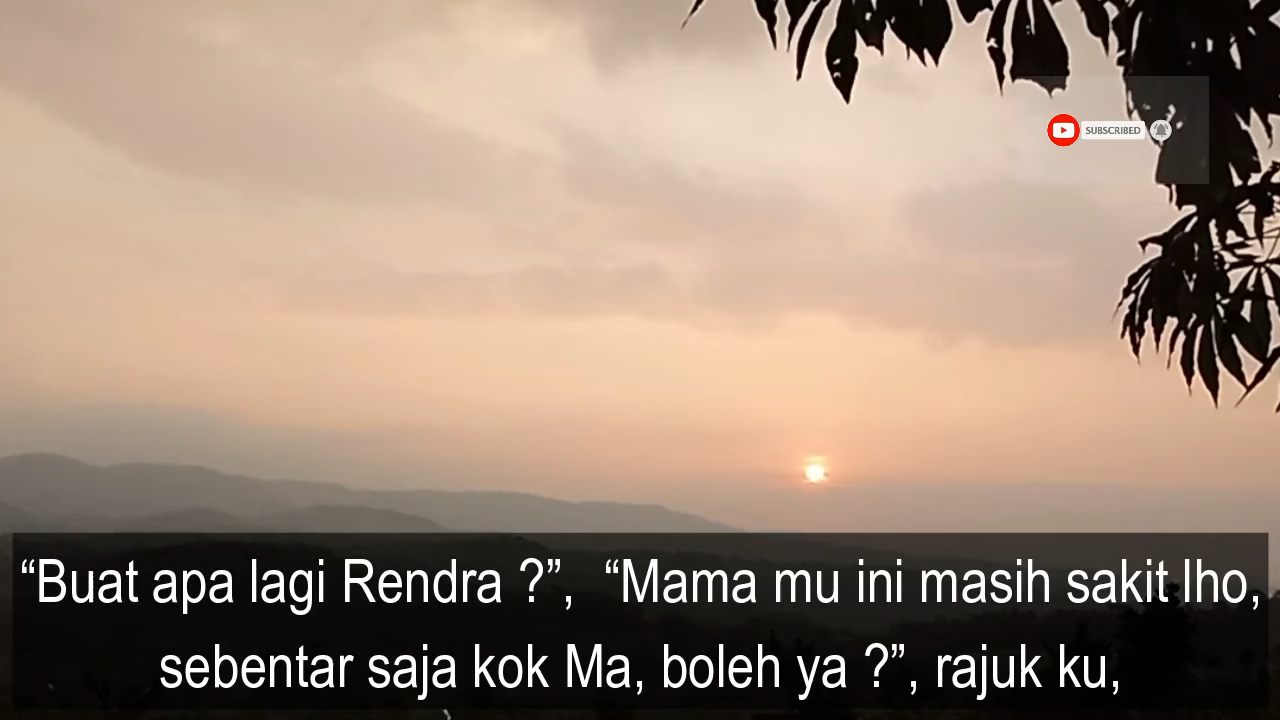 SUBSCRIBED
“Buat apa lagi Rendra ?”, “Mama mu ini masih sakit lho,
sebentar saja kok Ma, boleh ya ?”, rajuk ku,